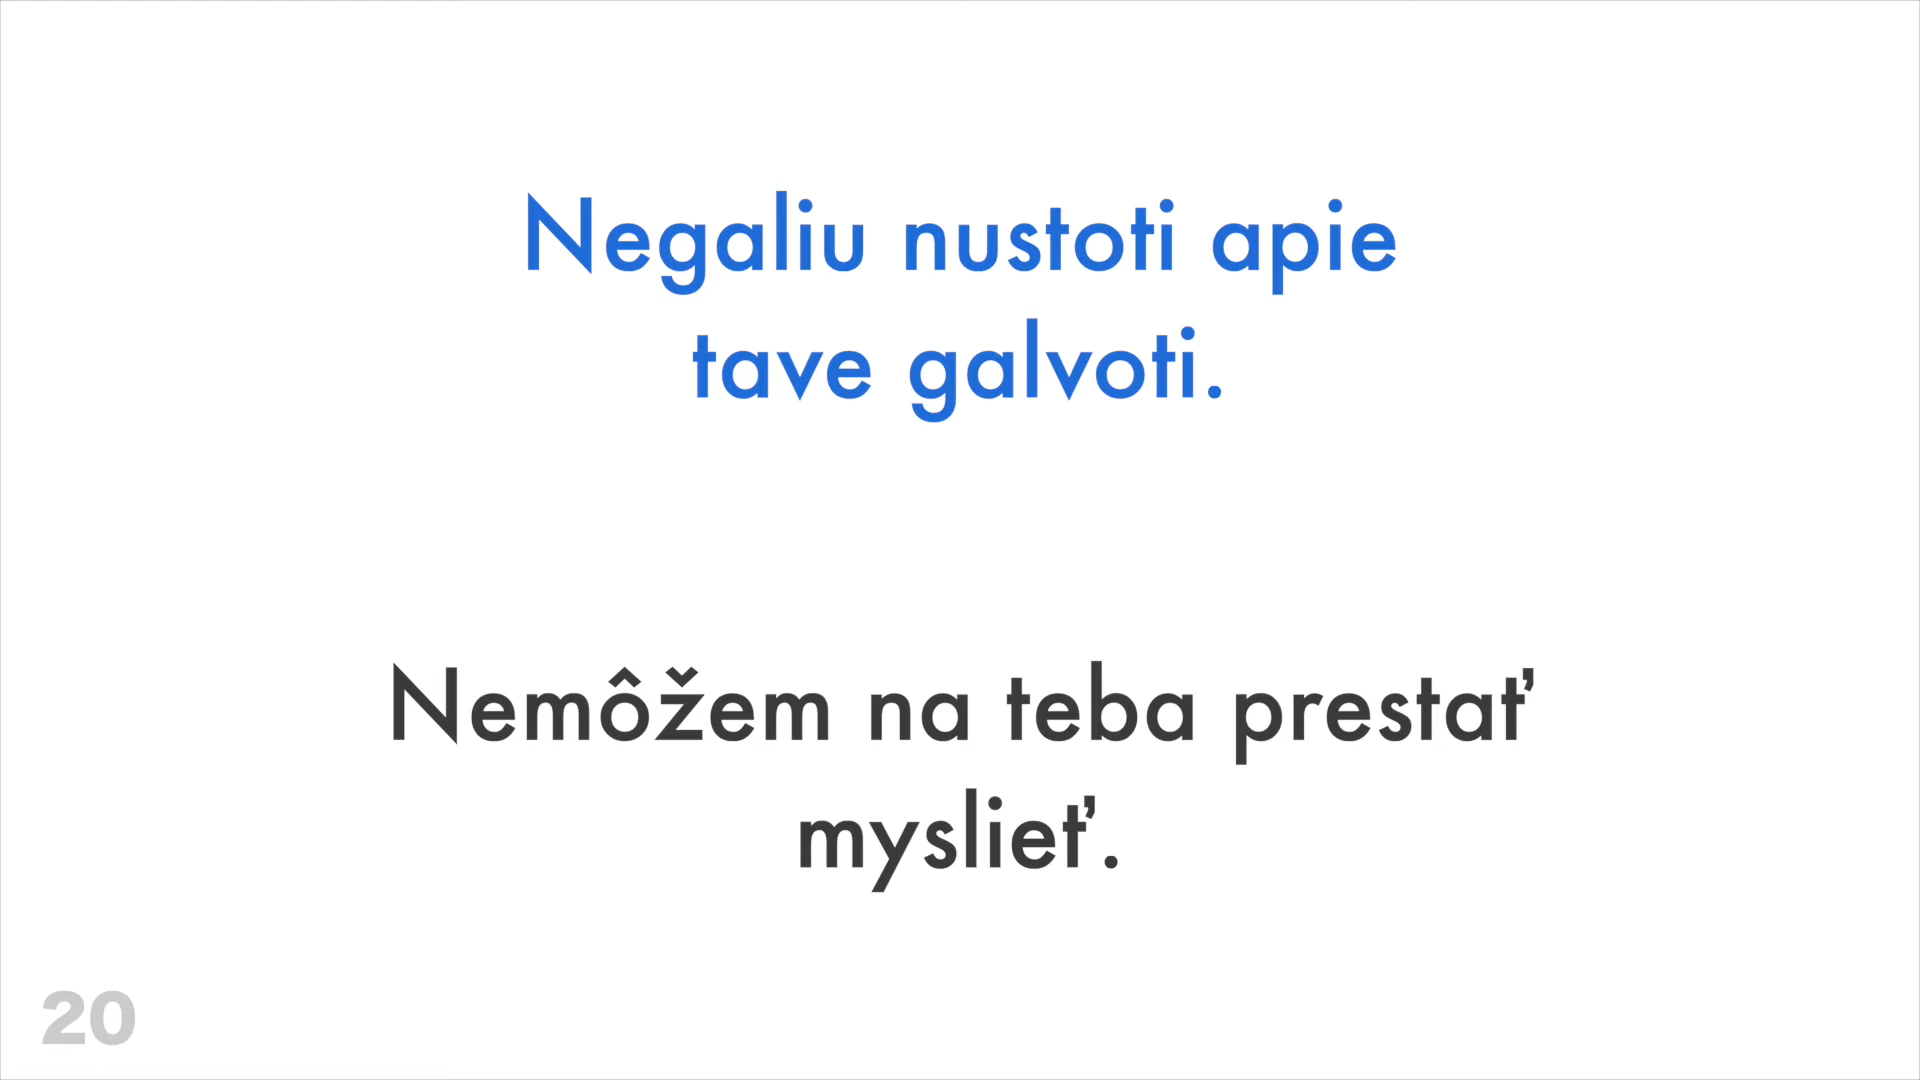 Negaliu nustoti apie
tave galvoti.
Nemôžem na teba prestať
myslieť.
20